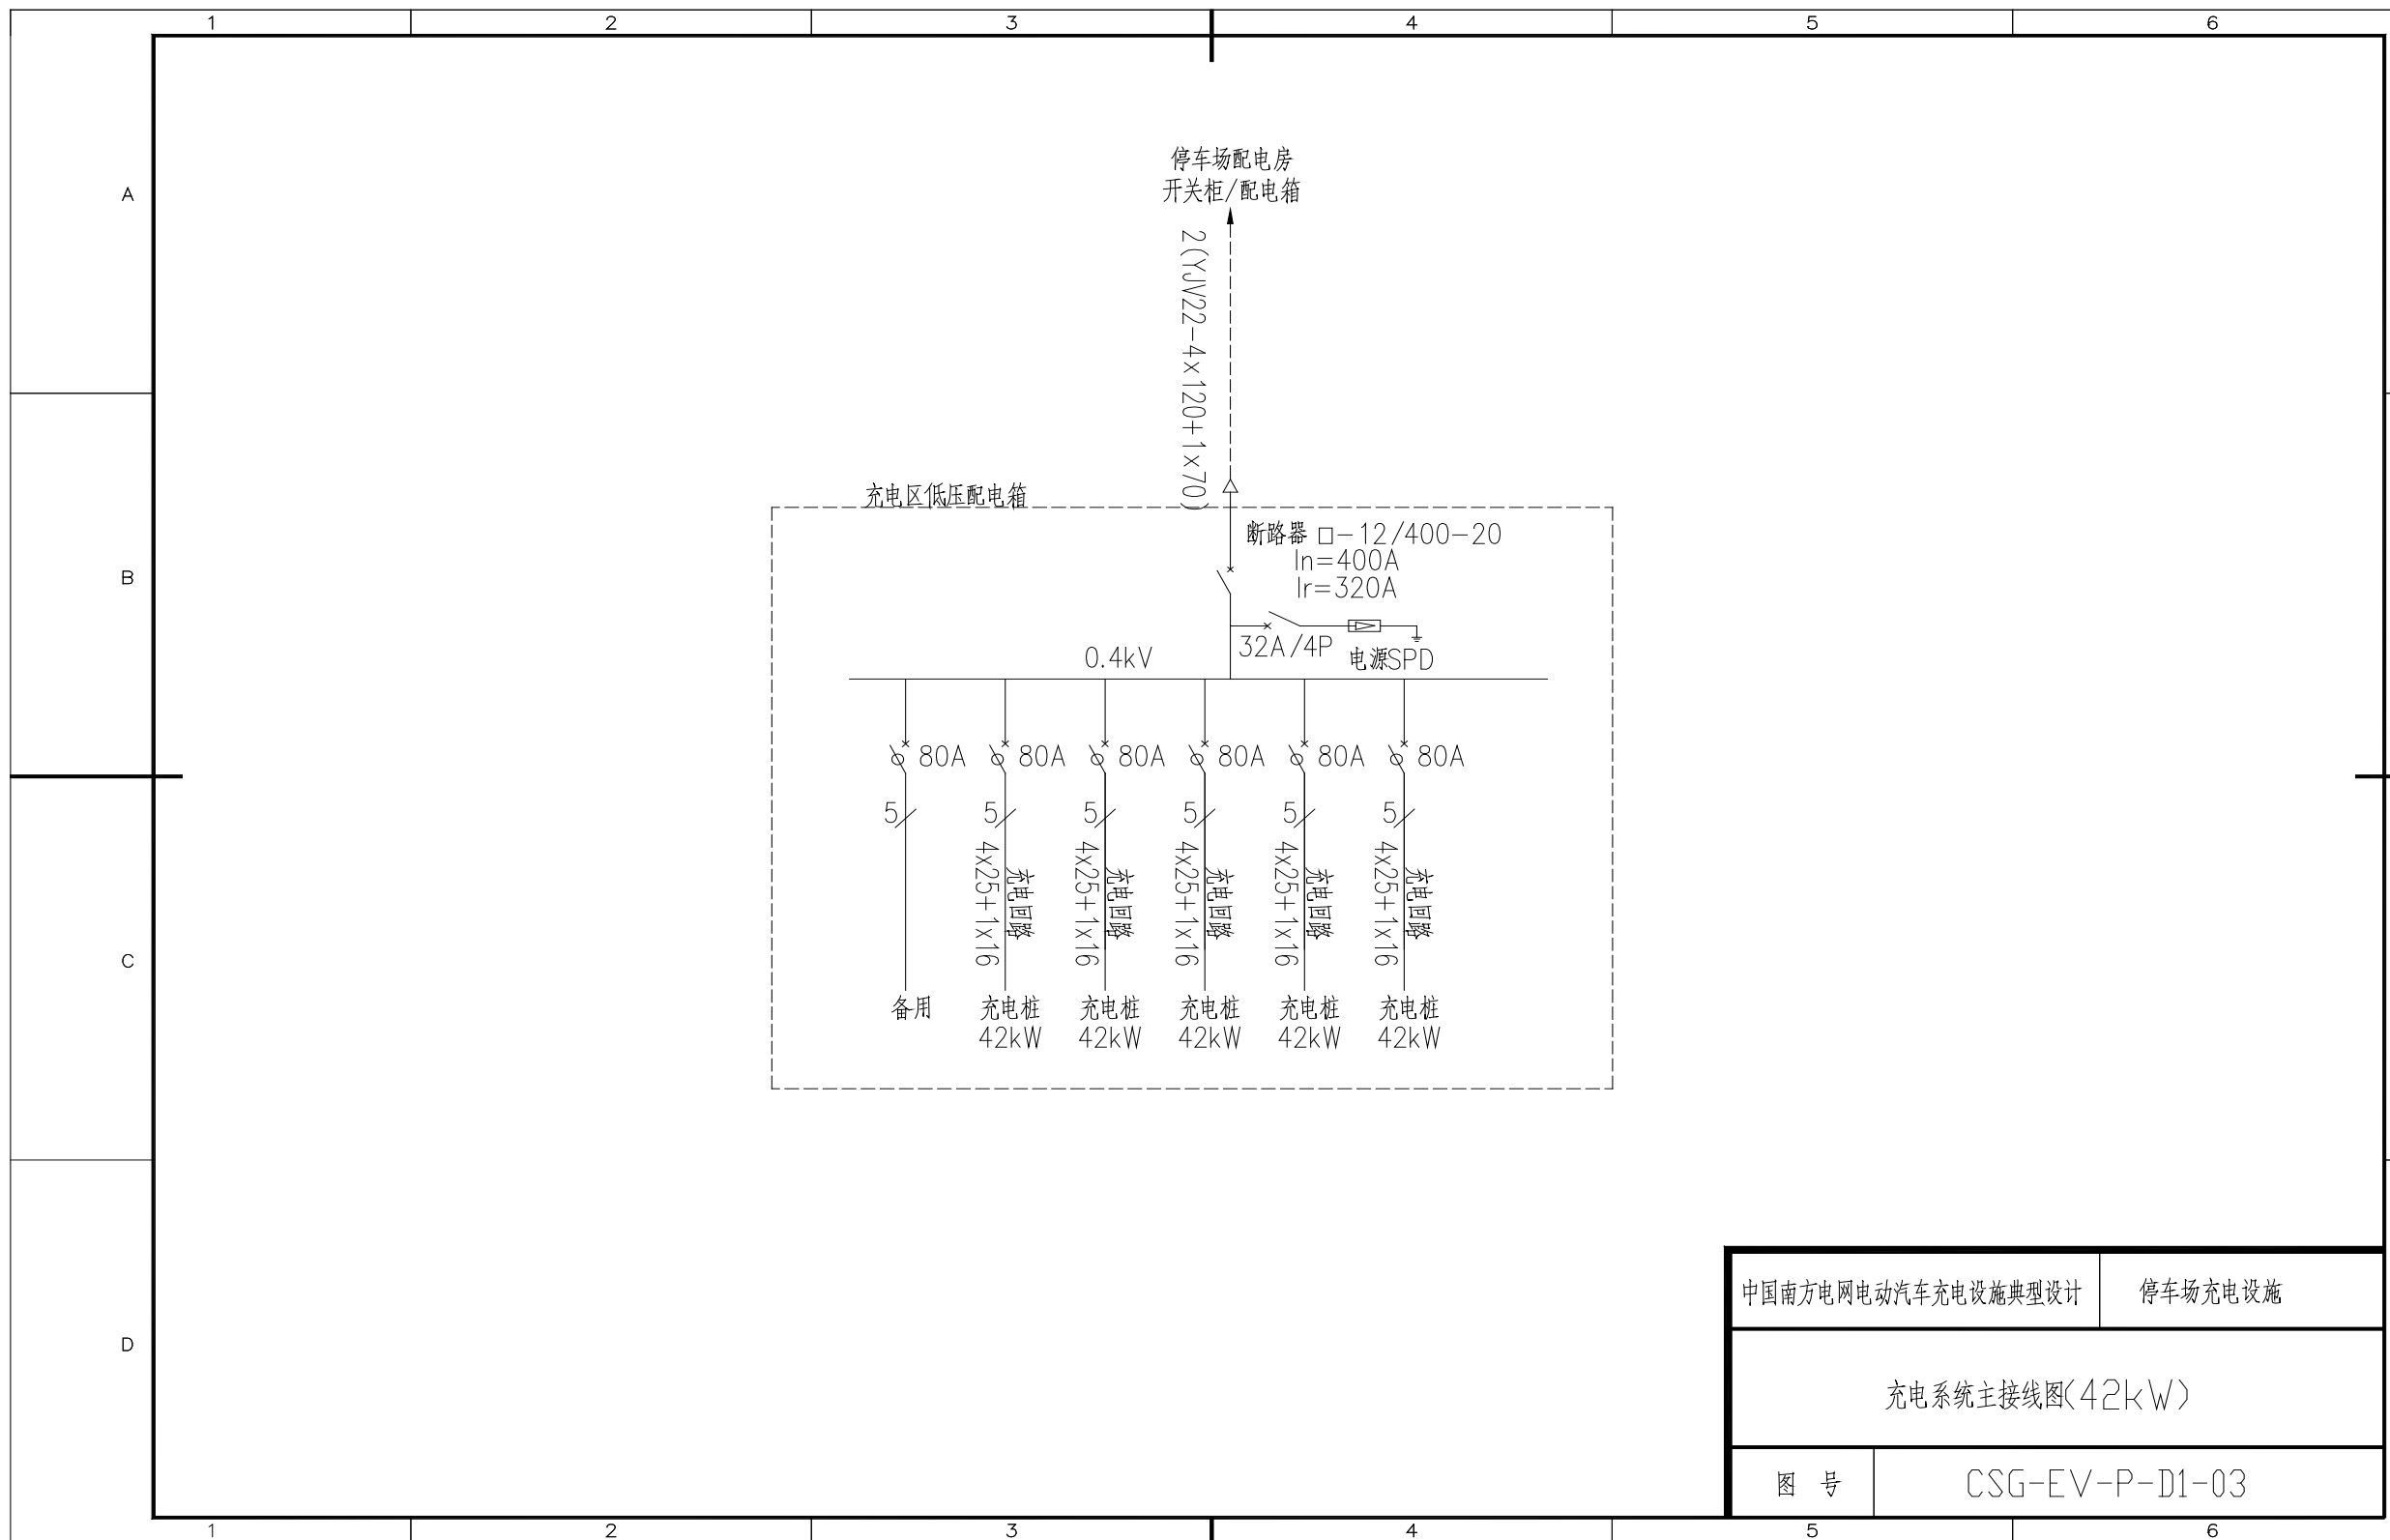 1 2 3 4 5 6
A
B
C
D
停车场配电房
开关柜/配电箱
2(YJV22-4x120+1x70)
充电区低压配电箱
断路器 □-12/400-20
In=400A
Ir=320A
32A/4P
电源SPD
0.4kV
80A 80A 80A 80A 80A 80A
5 5 5 5 5 5
4x25+1x16
充电回路
4x25+1x16
充电回路
4x25+1x16
充电回路
4x25+1x16
充电回路
4x25+1x16
充电回路
备用 充电桩 充电桩 充电桩 充电桩 充电桩
42kW 42kW 42kW 42kW 42kW
中国南方电网电动汽车充电设施典型设计 停车场充电设施
充电系统主接线图(42kW)
图 号 CSG-EV-P-D1-03
1 2 3 4 5 6